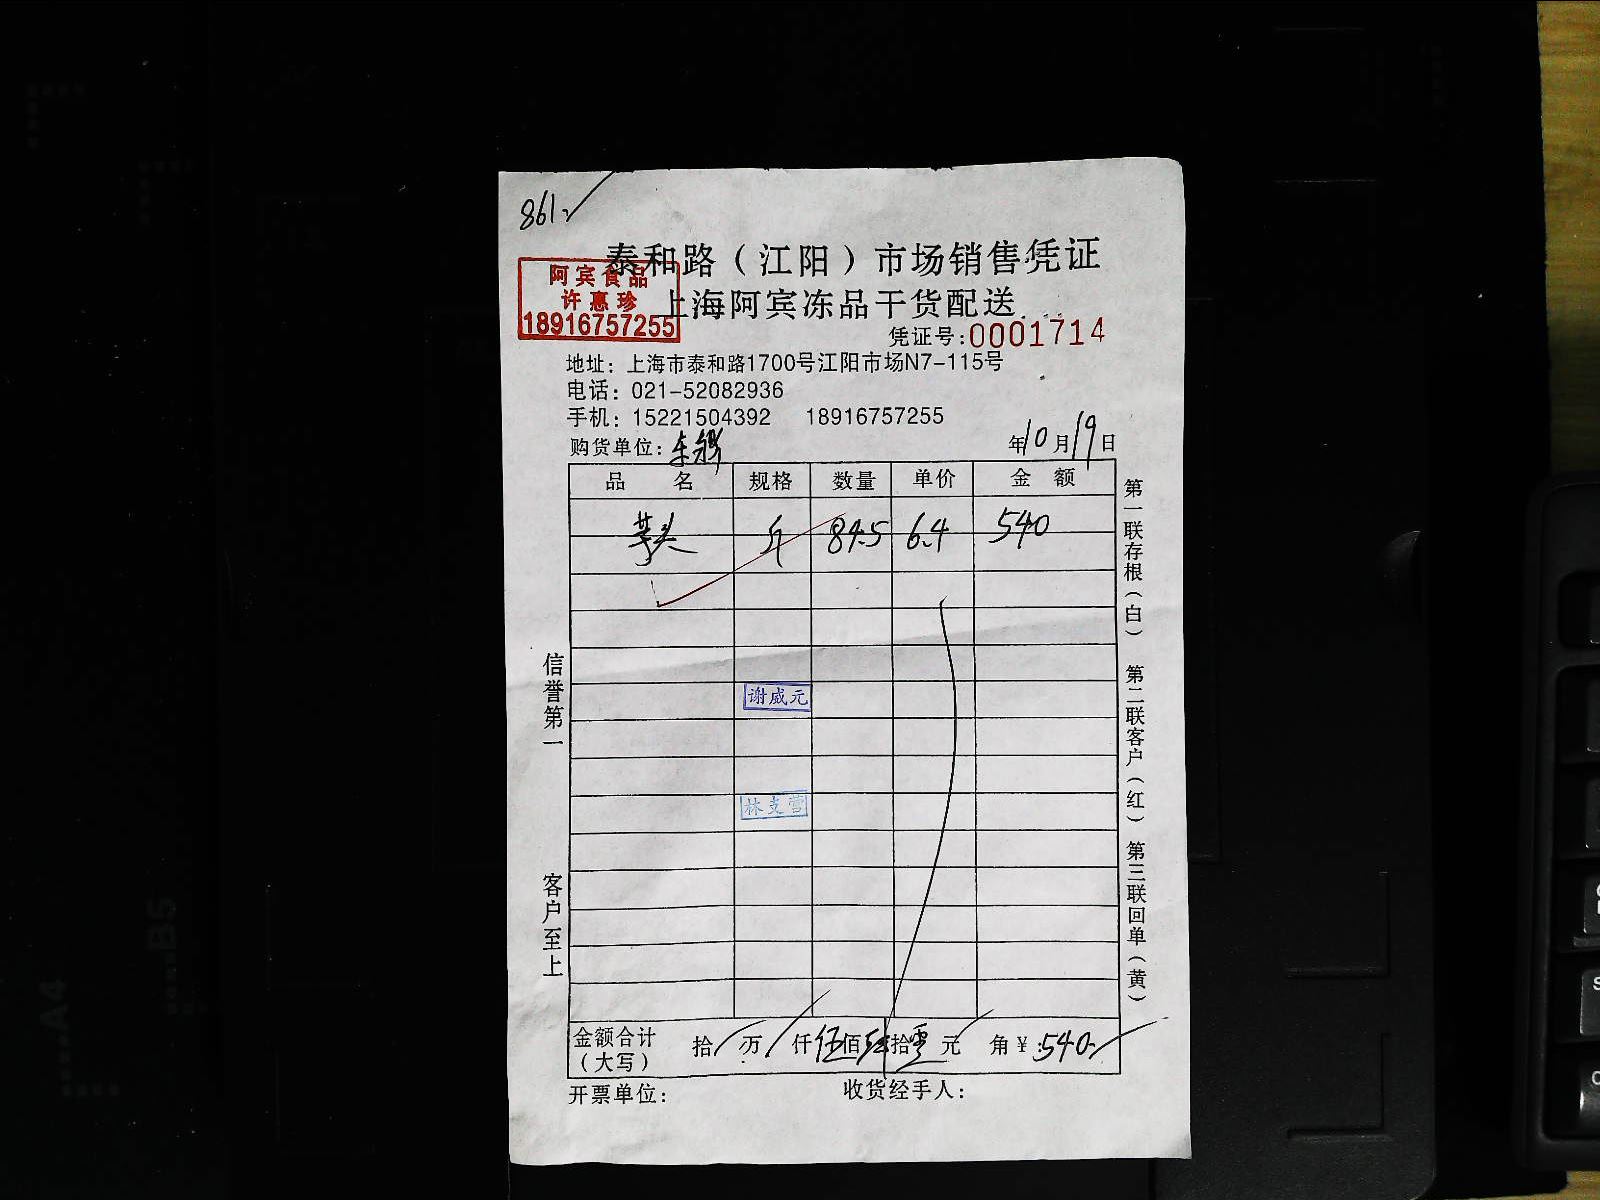 861
泰和路（江阳）市场销售凭证
阿宾食品
许惠珍
18916757255
上海阿宾冻品干货配送
凭证号:0001714
地址：上海市泰和路1700号江阳市场N7-115号
电话：021-52082936
手机：15221504392 18916757255
购货单位： 年10月19日
品名 规格 数量 单价 金额
芋头 斤 84.5 6.4 540
谢威元
林支营
金额合计（大写） 拾 万 仟 伍佰 拾零元 角￥:540
开票单位： 收货经手人：
信誉第一
客户至上
第一联存根（白） 第二联客户（红） 第三联回单（黄）
A4
B5